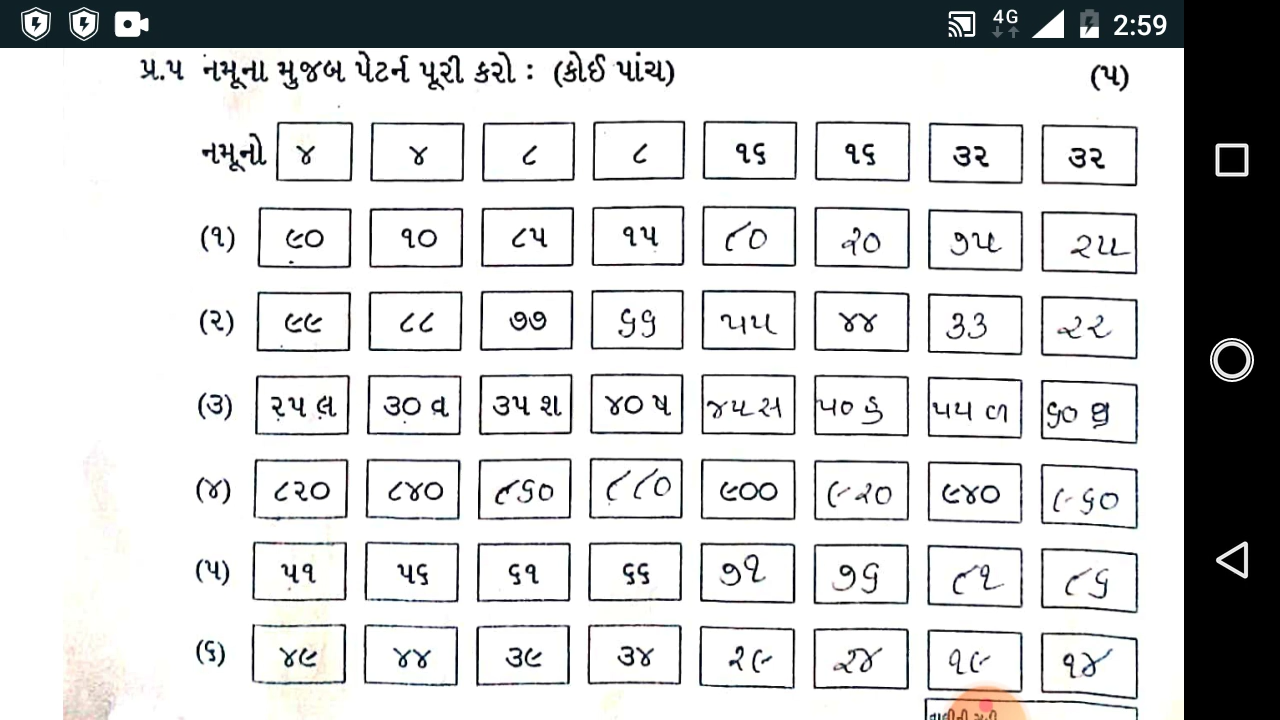 4G 2:59
પ્ર.૫ નમૂના મુજબ પેટર્ન પૂરી કરો : (કોઈ પાંચ) (૫)
નમૂનો ૪ ૪ ૮ ૮ ૧૬ ૧૬ ૩૨ ૩૨
(૧) ૯૦ ૧૦ ૮૫ ૧૫ ૮૦ ૨૦ ૭૫ ૨૫
(૨) ૯૯ ૮૮ ૭૭ ૬૬ ૫૫ ૪૪ ૩૩ ૨૨
(૩) ૨૫ લ ૩૦ વ ૩૫ શ ૪૦ ષ ૪૫ સ ૫૦ હ ૫૫ ળ ૬૦ ક્ષ
(૪) ૮૨૦ ૮૪૦ ૮૬૦ ૮૮૦ ૯૦૦ ૯૨૦ ૯૪૦ ૯૬૦
(૫) ૫૧ ૫૬ ૬૧ ૬૬ ૭૧ ૭૬ ૮૧ ૮૬
(૬) ૪૯ ૪૪ ૩૯ ૩૪ ૨૯ ૨૪ ૧૯ ૧૪